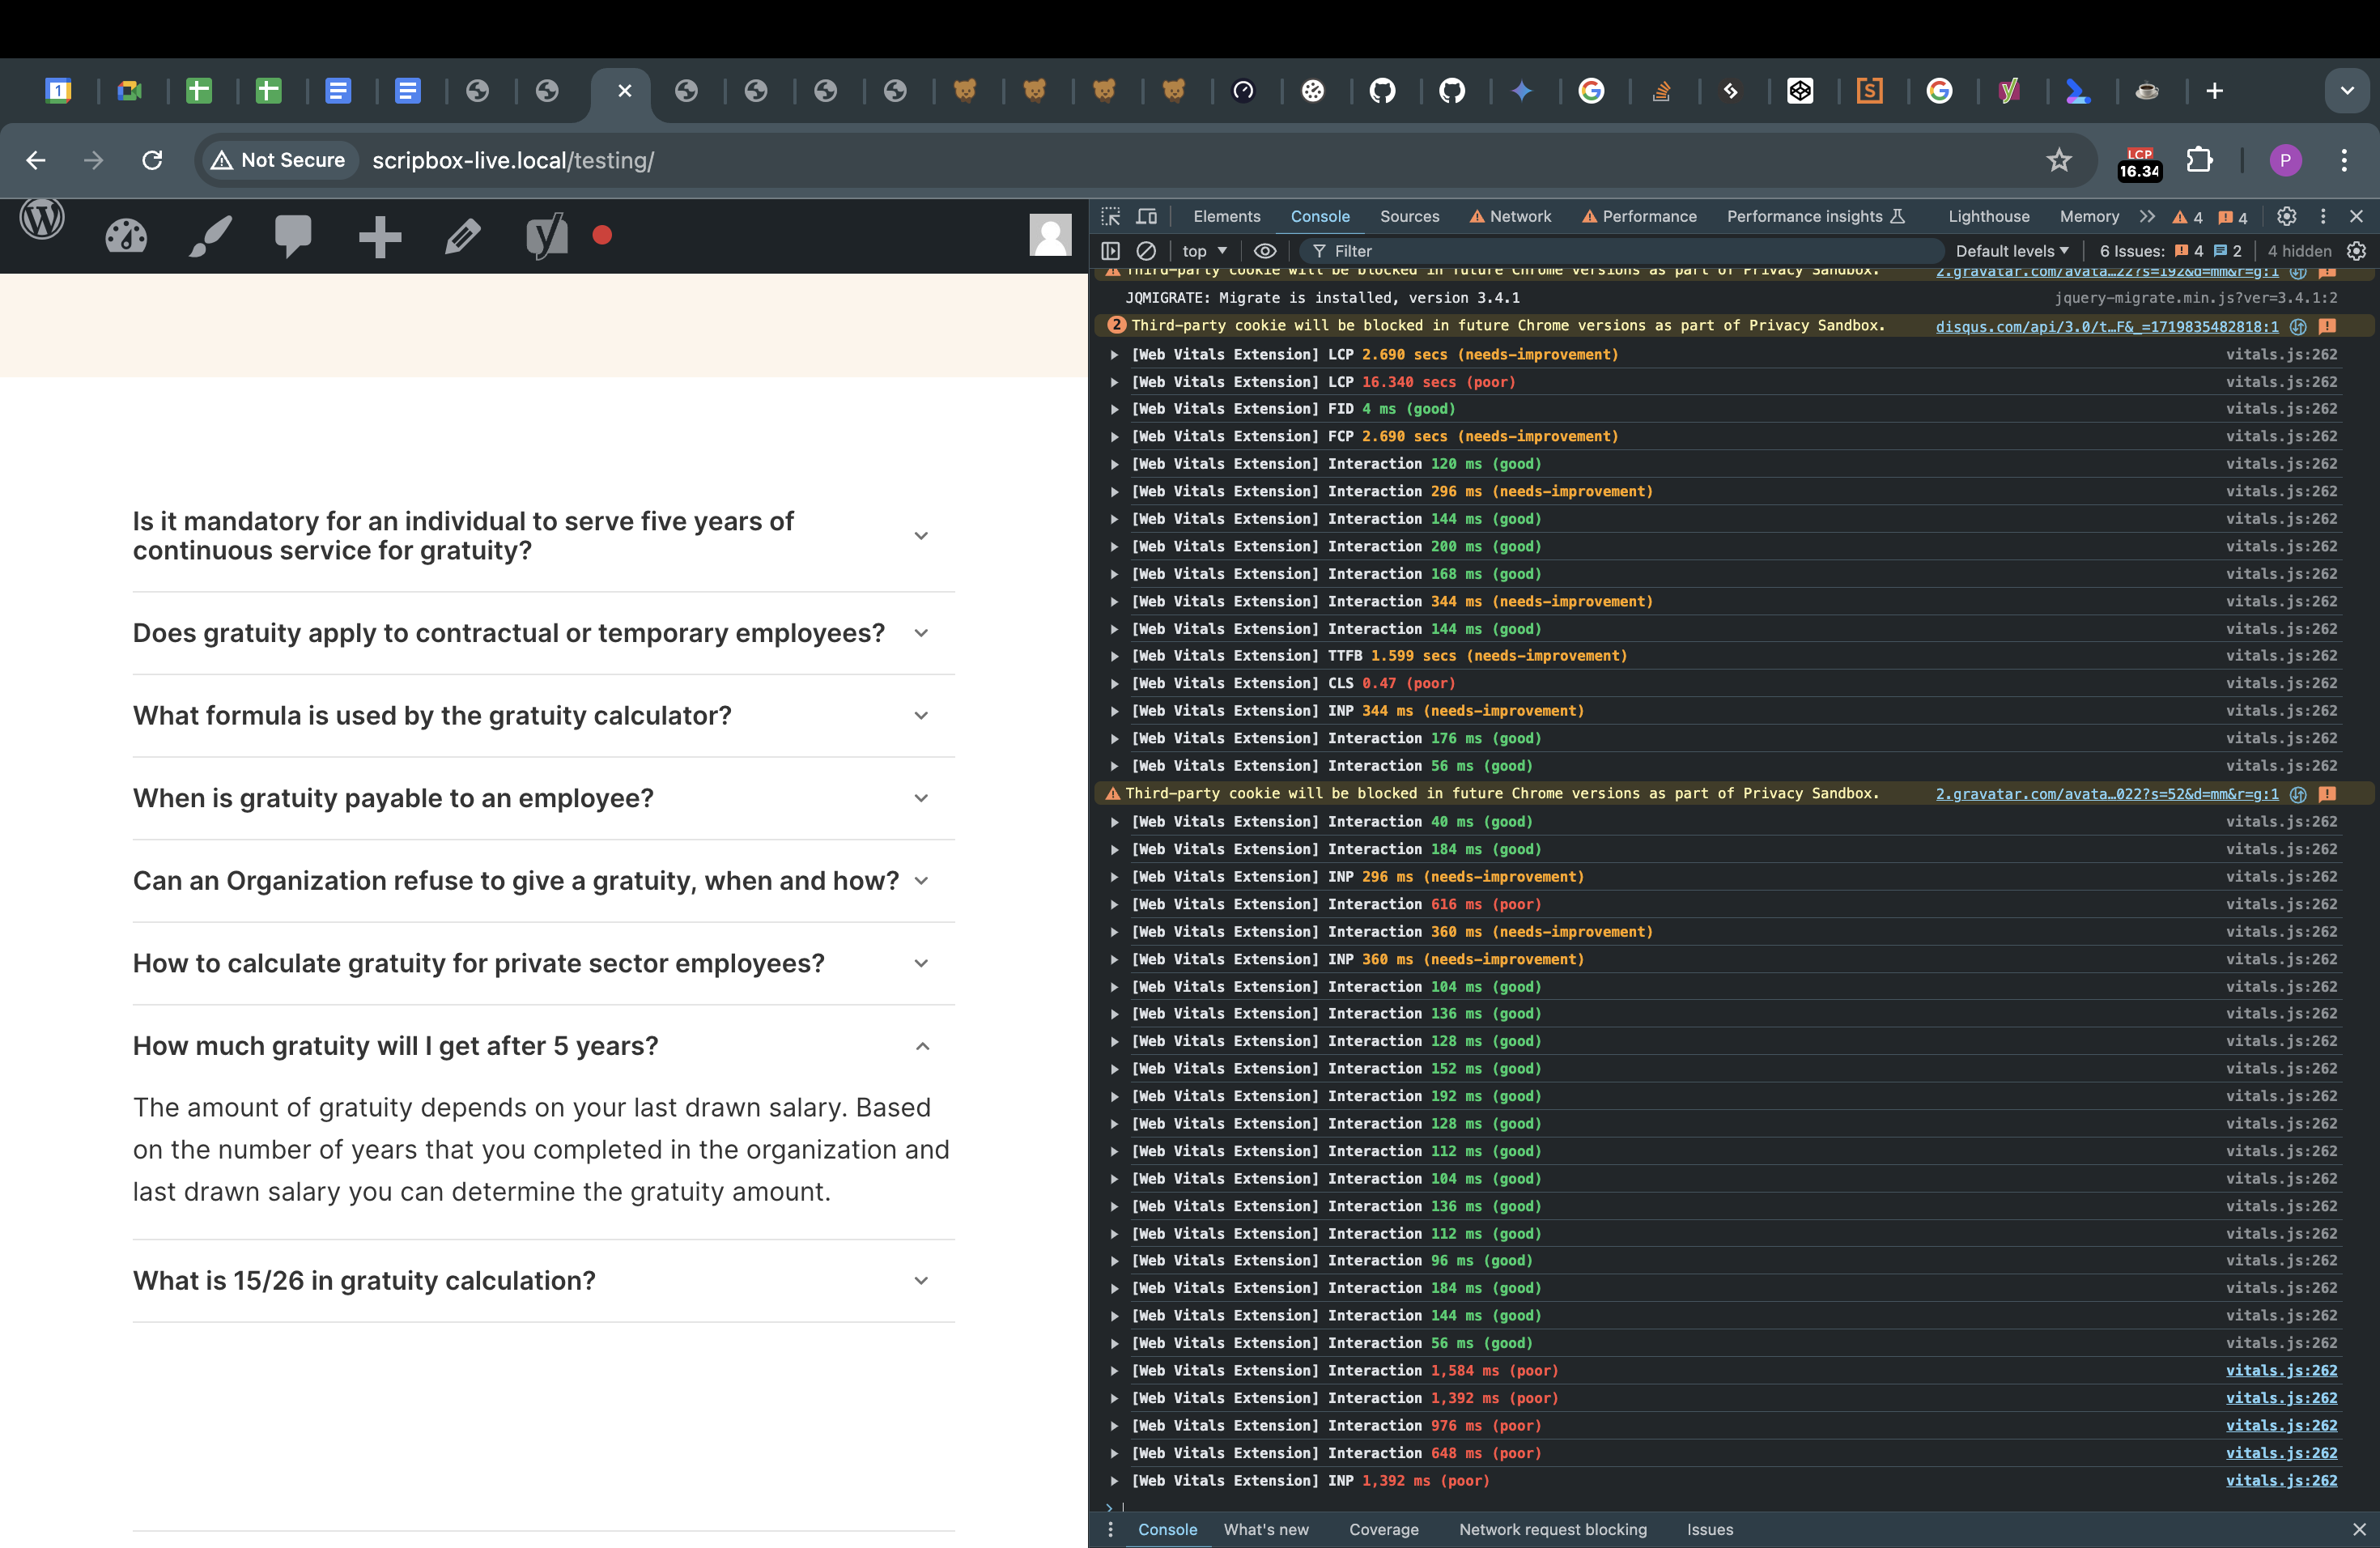 1
Not Secure
scripbox-live.local/testing/
LCP
16.34
P
Elements
Console
Sources
Network
Performance
Performance insights
Lighthouse
Memory
4
4
top
Filter
Default levels
6 Issues:
4
2
4 hidden
Third-party cookie will be blocked in future Chrome versions as part of Privacy Sandbox.
2.gravatar.com/avata…22?s=192&d=mm&r=g:1
JQMIGRATE: Migrate is installed, version 3.4.1
jquery-migrate.min.js?ver=3.4.1:2
2
Third-party cookie will be blocked in future Chrome versions as part of Privacy Sandbox.
disqus.com/api/3.0/t…F&_=1719835482818:1
[Web Vitals Extension] LCP 2.690 secs (needs-improvement) vitals.js:262
[Web Vitals Extension] LCP 16.340 secs (poor) vitals.js:262
[Web Vitals Extension] FID 4 ms (good) vitals.js:262
[Web Vitals Extension] FCP 2.690 secs (needs-improvement) vitals.js:262
[Web Vitals Extension] Interaction 120 ms (good) vitals.js:262
[Web Vitals Extension] Interaction 296 ms (needs-improvement) vitals.js:262
[Web Vitals Extension] Interaction 144 ms (good) vitals.js:262
[Web Vitals Extension] Interaction 200 ms (good) vitals.js:262
[Web Vitals Extension] Interaction 168 ms (good) vitals.js:262
[Web Vitals Extension] Interaction 344 ms (needs-improvement) vitals.js:262
[Web Vitals Extension] Interaction 144 ms (good) vitals.js:262
[Web Vitals Extension] TTFB 1.599 secs (needs-improvement) vitals.js:262
[Web Vitals Extension] CLS 0.47 (poor) vitals.js:262
[Web Vitals Extension] INP 344 ms (needs-improvement) vitals.js:262
[Web Vitals Extension] Interaction 176 ms (good) vitals.js:262
[Web Vitals Extension] Interaction 56 ms (good) vitals.js:262
Third-party cookie will be blocked in future Chrome versions as part of Privacy Sandbox.
2.gravatar.com/avata…022?s=52&d=mm&r=g:1
[Web Vitals Extension] Interaction 40 ms (good) vitals.js:262
[Web Vitals Extension] Interaction 184 ms (good) vitals.js:262
[Web Vitals Extension] INP 296 ms (needs-improvement) vitals.js:262
[Web Vitals Extension] Interaction 616 ms (poor) vitals.js:262
[Web Vitals Extension] Interaction 360 ms (needs-improvement) vitals.js:262
[Web Vitals Extension] INP 360 ms (needs-improvement) vitals.js:262
[Web Vitals Extension] Interaction 104 ms (good) vitals.js:262
[Web Vitals Extension] Interaction 136 ms (good) vitals.js:262
[Web Vitals Extension] Interaction 128 ms (good) vitals.js:262
[Web Vitals Extension] Interaction 152 ms (good) vitals.js:262
[Web Vitals Extension] Interaction 192 ms (good) vitals.js:262
[Web Vitals Extension] Interaction 128 ms (good) vitals.js:262
[Web Vitals Extension] Interaction 112 ms (good) vitals.js:262
[Web Vitals Extension] Interaction 104 ms (good) vitals.js:262
[Web Vitals Extension] Interaction 136 ms (good) vitals.js:262
[Web Vitals Extension] Interaction 112 ms (good) vitals.js:262
[Web Vitals Extension] Interaction 96 ms (good) vitals.js:262
[Web Vitals Extension] Interaction 184 ms (good) vitals.js:262
[Web Vitals Extension] Interaction 144 ms (good) vitals.js:262
[Web Vitals Extension] Interaction 56 ms (good) vitals.js:262
[Web Vitals Extension] Interaction 1,584 ms (poor) vitals.js:262
[Web Vitals Extension] Interaction 1,392 ms (poor) vitals.js:262
[Web Vitals Extension] Interaction 976 ms (poor) vitals.js:262
[Web Vitals Extension] Interaction 648 ms (poor) vitals.js:262
[Web Vitals Extension] INP 1,392 ms (poor) vitals.js:262
Console
What's new
Coverage
Network request blocking
Issues
Is it mandatory for an individual to serve five years of
continuous service for gratuity?
Does gratuity apply to contractual or temporary employees?
What formula is used by the gratuity calculator?
When is gratuity payable to an employee?
Can an Organization refuse to give a gratuity, when and how?
How to calculate gratuity for private sector employees?
How much gratuity will I get after 5 years?
The amount of gratuity depends on your last drawn salary. Based
on the number of years that you completed in the organization and
last drawn salary you can determine the gratuity amount.
What is 15/26 in gratuity calculation?